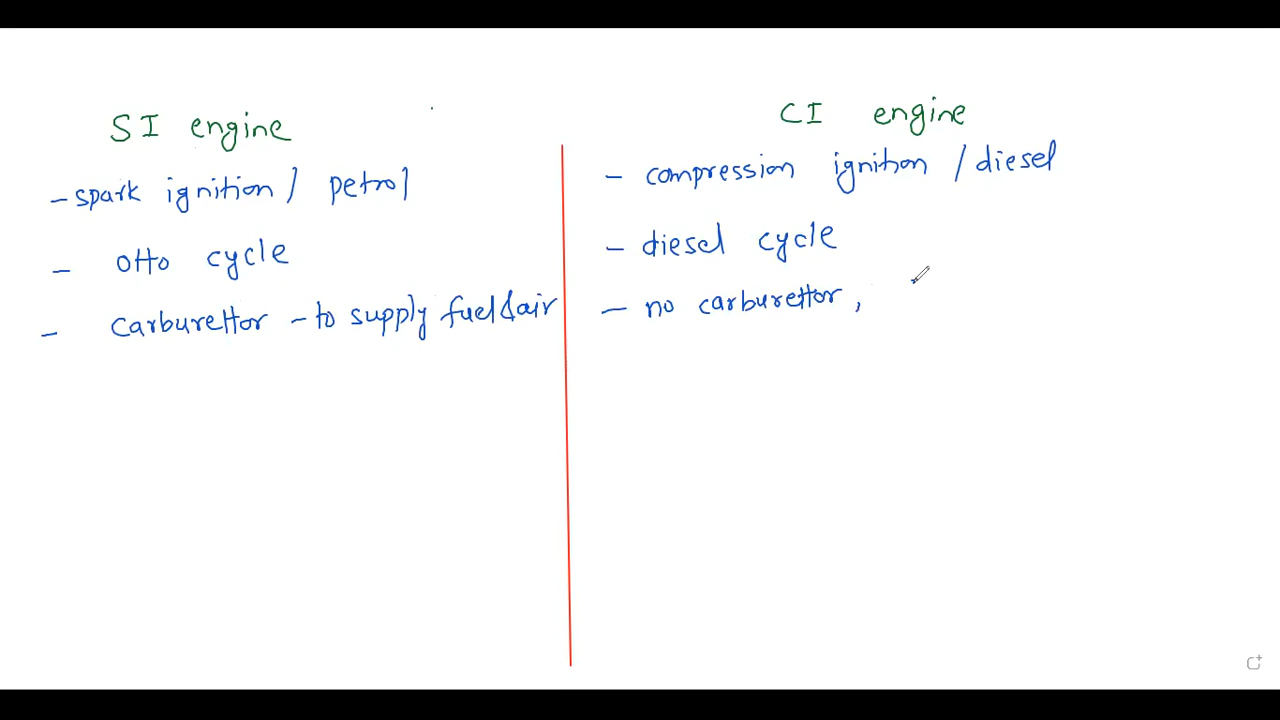 SI engine
- spark ignition / petrol
- otto cycle
- carburettor - to supply fuel & air
CI engine
- compression ignition / diesel
- diesel cycle
- no carburettor,